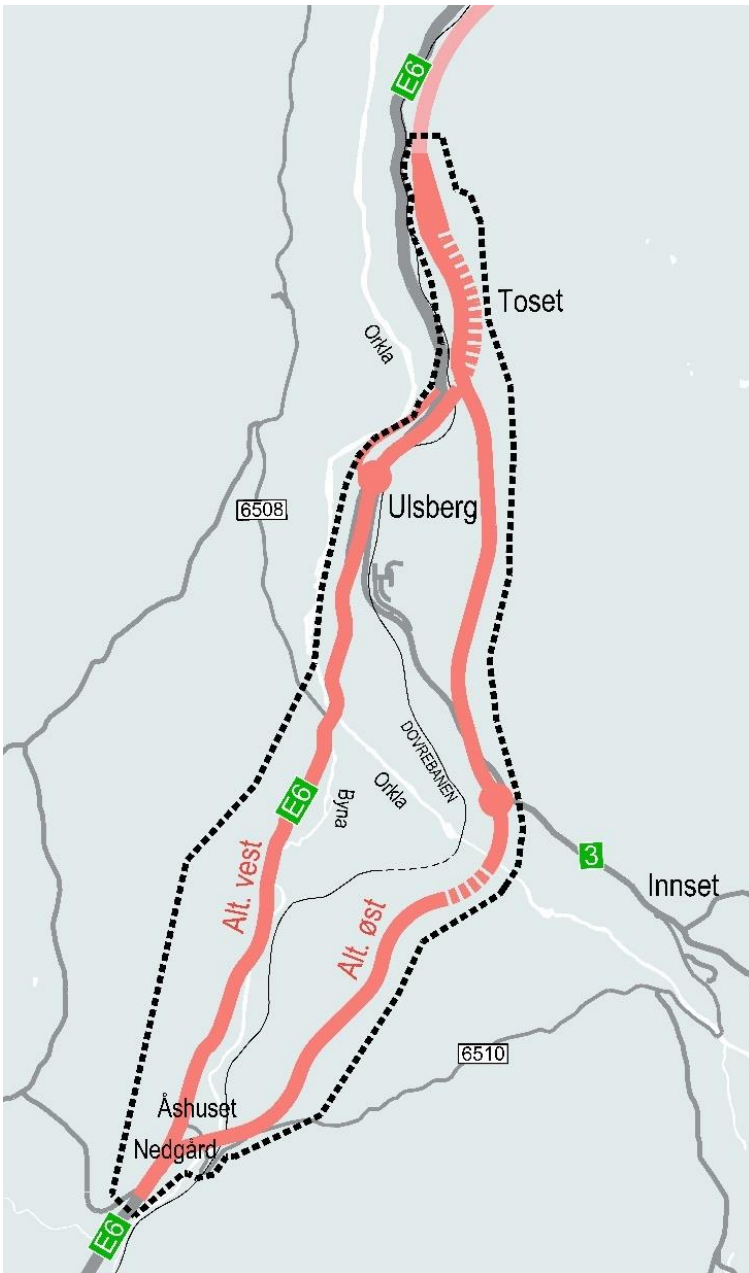 E6
Toset
Orkla
6508
Ulsberg
DOVREBANEN
Orkla
E6
Byna
3
Innset
Alt. vest
Alt. øst
6510
Åshuset
Nedgård
E6